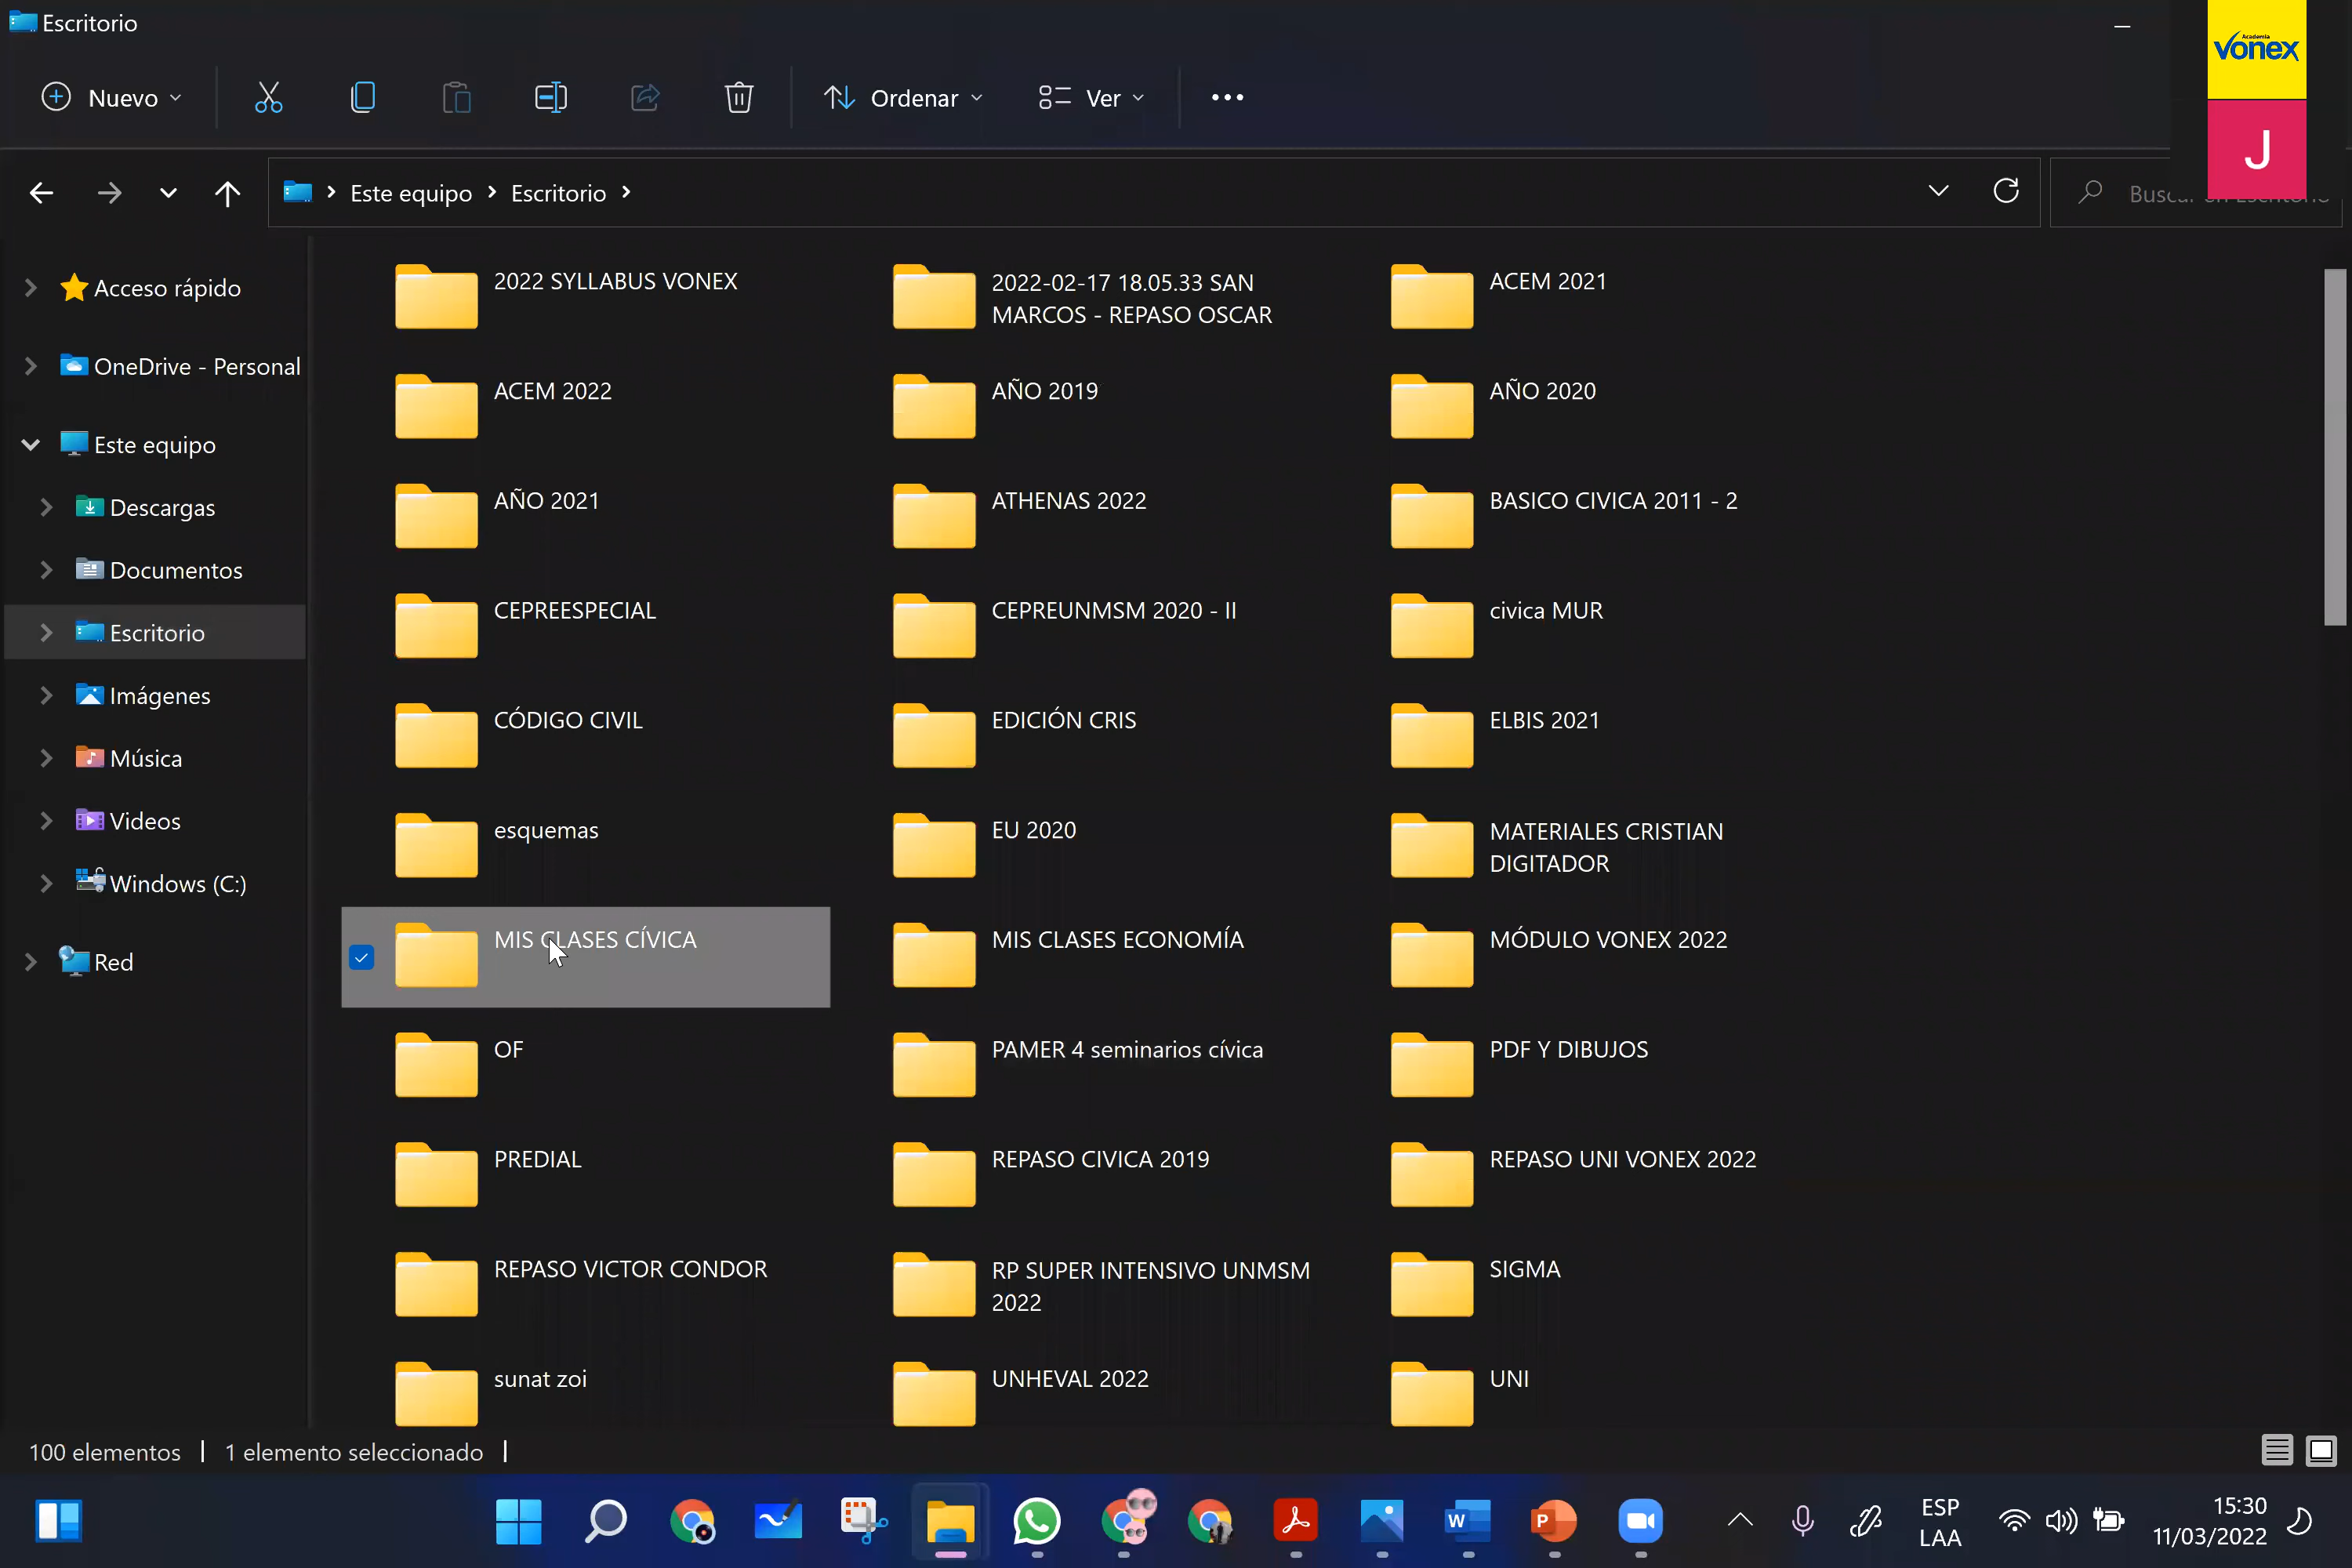 Escritorio
Academia
vonex
Nuevo
Ordenar
Ver
J
Este equipo
Escritorio
Acceso rápido
OneDrive - Personal
Este equipo
Descargas
Documentos
Escritorio
Imágenes
Música
Videos
Windows (C:)
Red
2022 SYLLABUS VONEX
2022-02-17 18.05.33 SAN
MARCOS - REPASO OSCAR
ACEM 2021
ACEM 2022
AÑO 2019
AÑO 2020
AÑO 2021
ATHENAS 2022
BASICO CIVICA 2011 - 2
CEPREESPECIAL
CEPREUNMSM 2020 - II
civica MUR
CÓDIGO CIVIL
EDICIÓN CRIS
ELBIS 2021
esquemas
EU 2020
MATERIALES CRISTIAN
DIGITADOR
MIS CLASES CÍVICA
MIS CLASES ECONOMÍA
MÓDULO VONEX 2022
OF
PAMER 4 seminarios cívica
PDF Y DIBUJOS
PREDIAL
REPASO CIVICA 2019
REPASO UNI VONEX 2022
REPASO VICTOR CONDOR
RP SUPER INTENSIVO UNMSM
2022
SIGMA
sunat zoi
UNHEVAL 2022
UNI
100 elementos
1 elemento seleccionado
ESP
LAA
15:30
11/03/2022